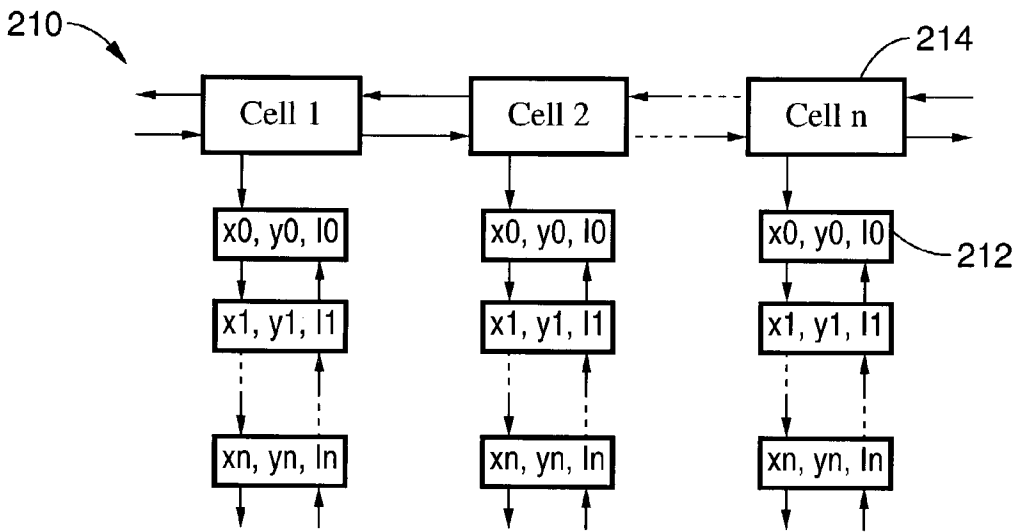 210
214
Cell 1 Cell 2 Cell n
x0, y0, I0 x0, y0, I0 x0, y0, I0
212
x1, y1, I1 x1, y1, I1 x1, y1, I1
xn, yn, In xn, yn, In xn, yn, In